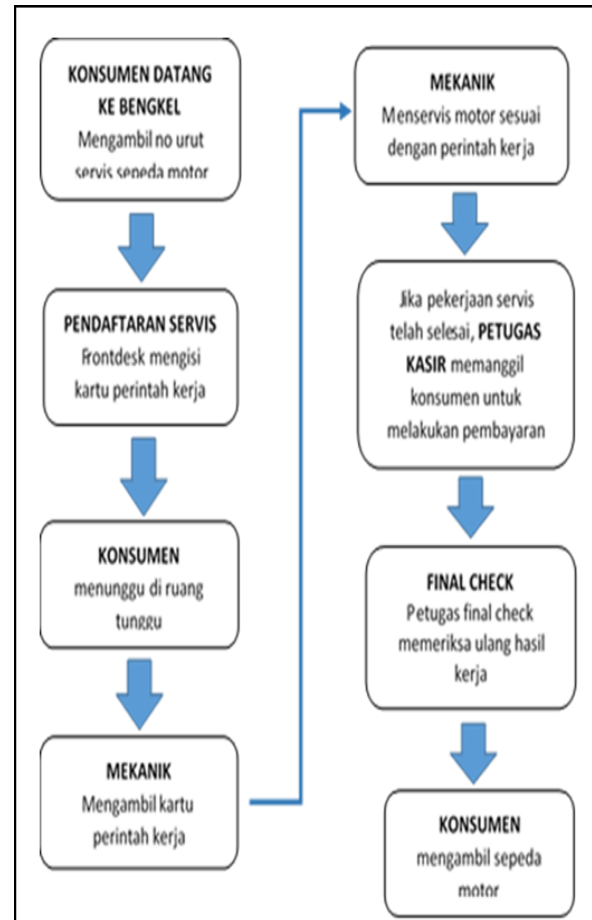 KONSUMEN DATANG
KE BENGKEL
Mengambil no urut
servis sepeda motor
PENDAFTARAN SERVIS
Frontdesk mengisi
kartu perintah kerja
KONSUMEN
menunggu di ruang
tunggu
MEKANIK
Mengambil kartu
perintah kerja
MEKANIK
Menservis motor sesuai
dengan perintah kerja
Jika pekerjaan servis
telah selesai, PETUGAS
KASIR memanggil
konsumen untuk
melakukan pembayaran
FINAL CHECK
Petugas final check
memeriksa ulang hasil
kerja
KONSUMEN
mengambil sepeda
motor